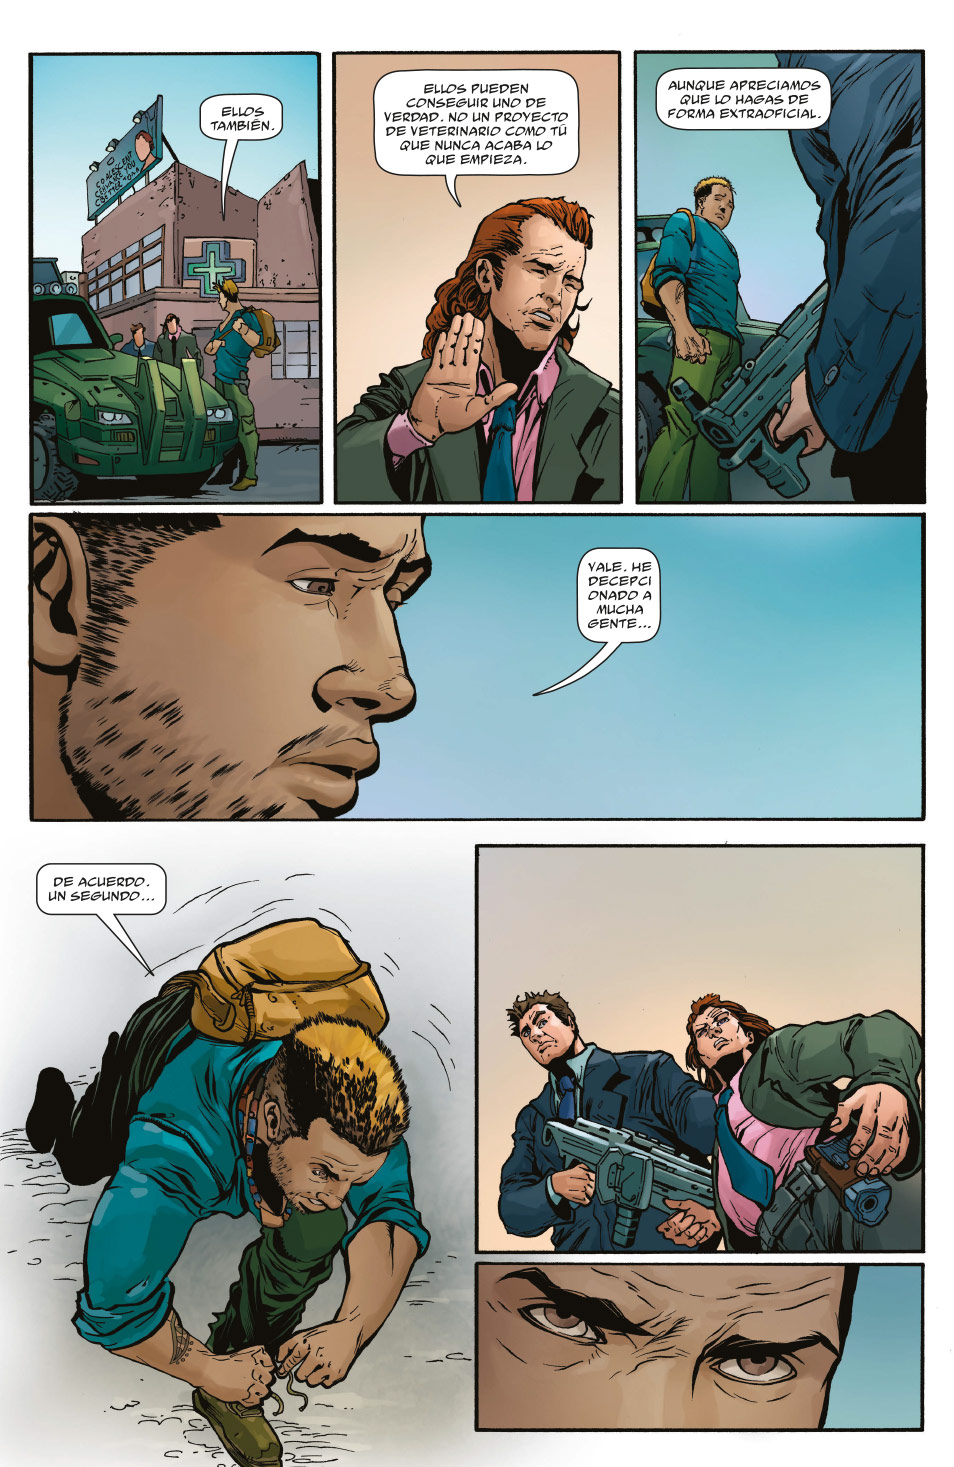 ELLOS
TAMBIÉN.
ELLOS PUEDEN
CONSEGUIR UNO DE
VERDAD. NO UN PROYECTO
DE VETERINARIO COMO TÚ
QUE NUNCA ACABA LO
QUE EMPIEZA.
AUNQUE APRECIAMOS
QUE LO HAGAS DE
FORMA EXTRAOFICIAL.
VALE. HE
DECEPCI
ONADO A
MUCHA
GENTE...
DE ACUERDO.
UN SEGUNDO...